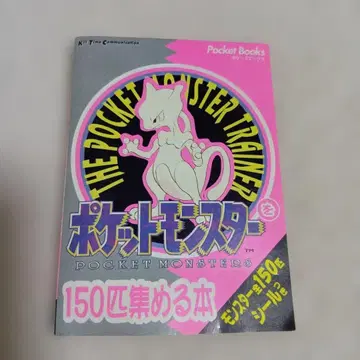 Kid Time Communication
Pocket Books
THE POCKET MONSTER TRAINER
ポケットモンスター
POCKET MONSTERS
モンスター全150匹
シールつき
150匹集める本